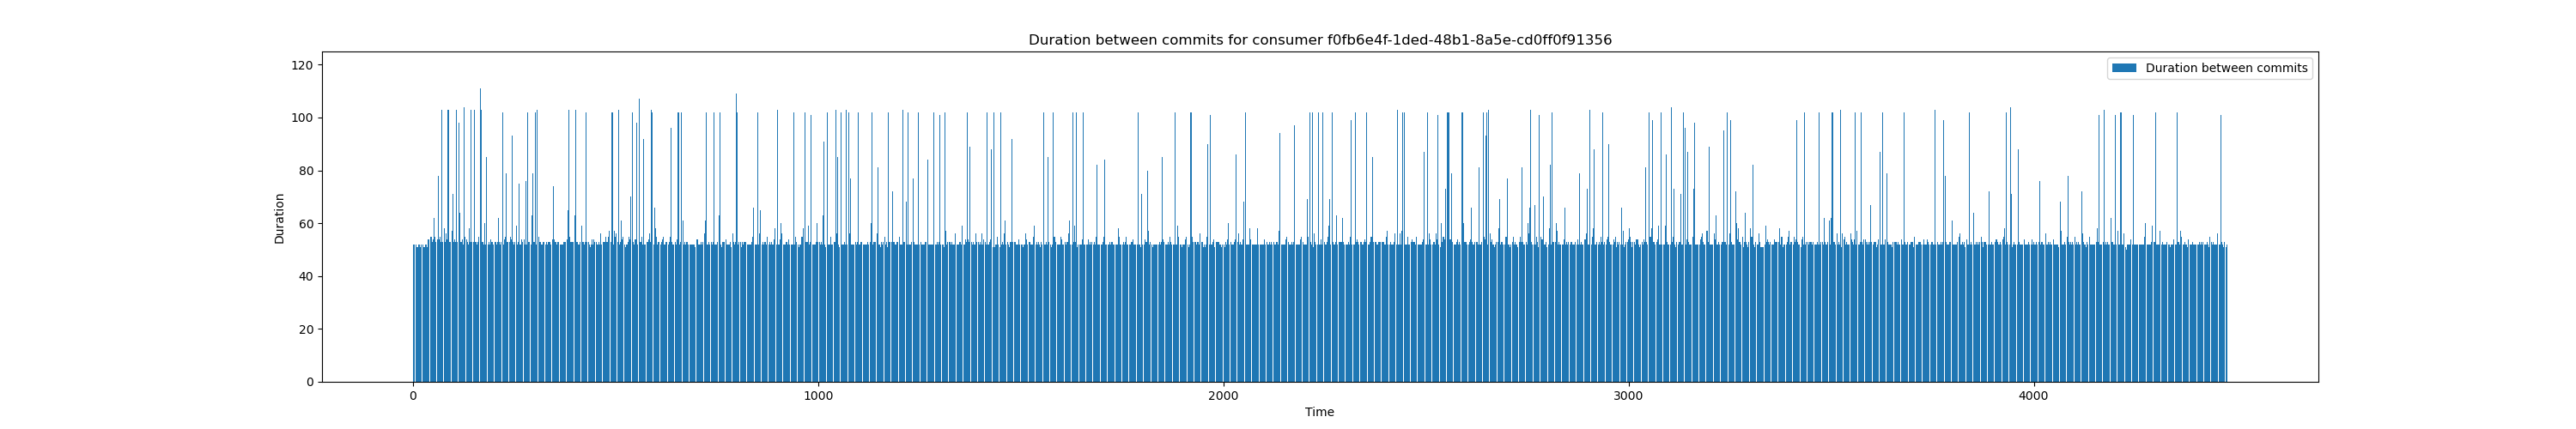 Duration between commits for consumer f0fb6e4f-1ded-48b1-8a5e-cd0ff0f91356
Duration between commits
120
100
80
60
40
20
0
Duration
0 1000 2000 3000 4000
Time